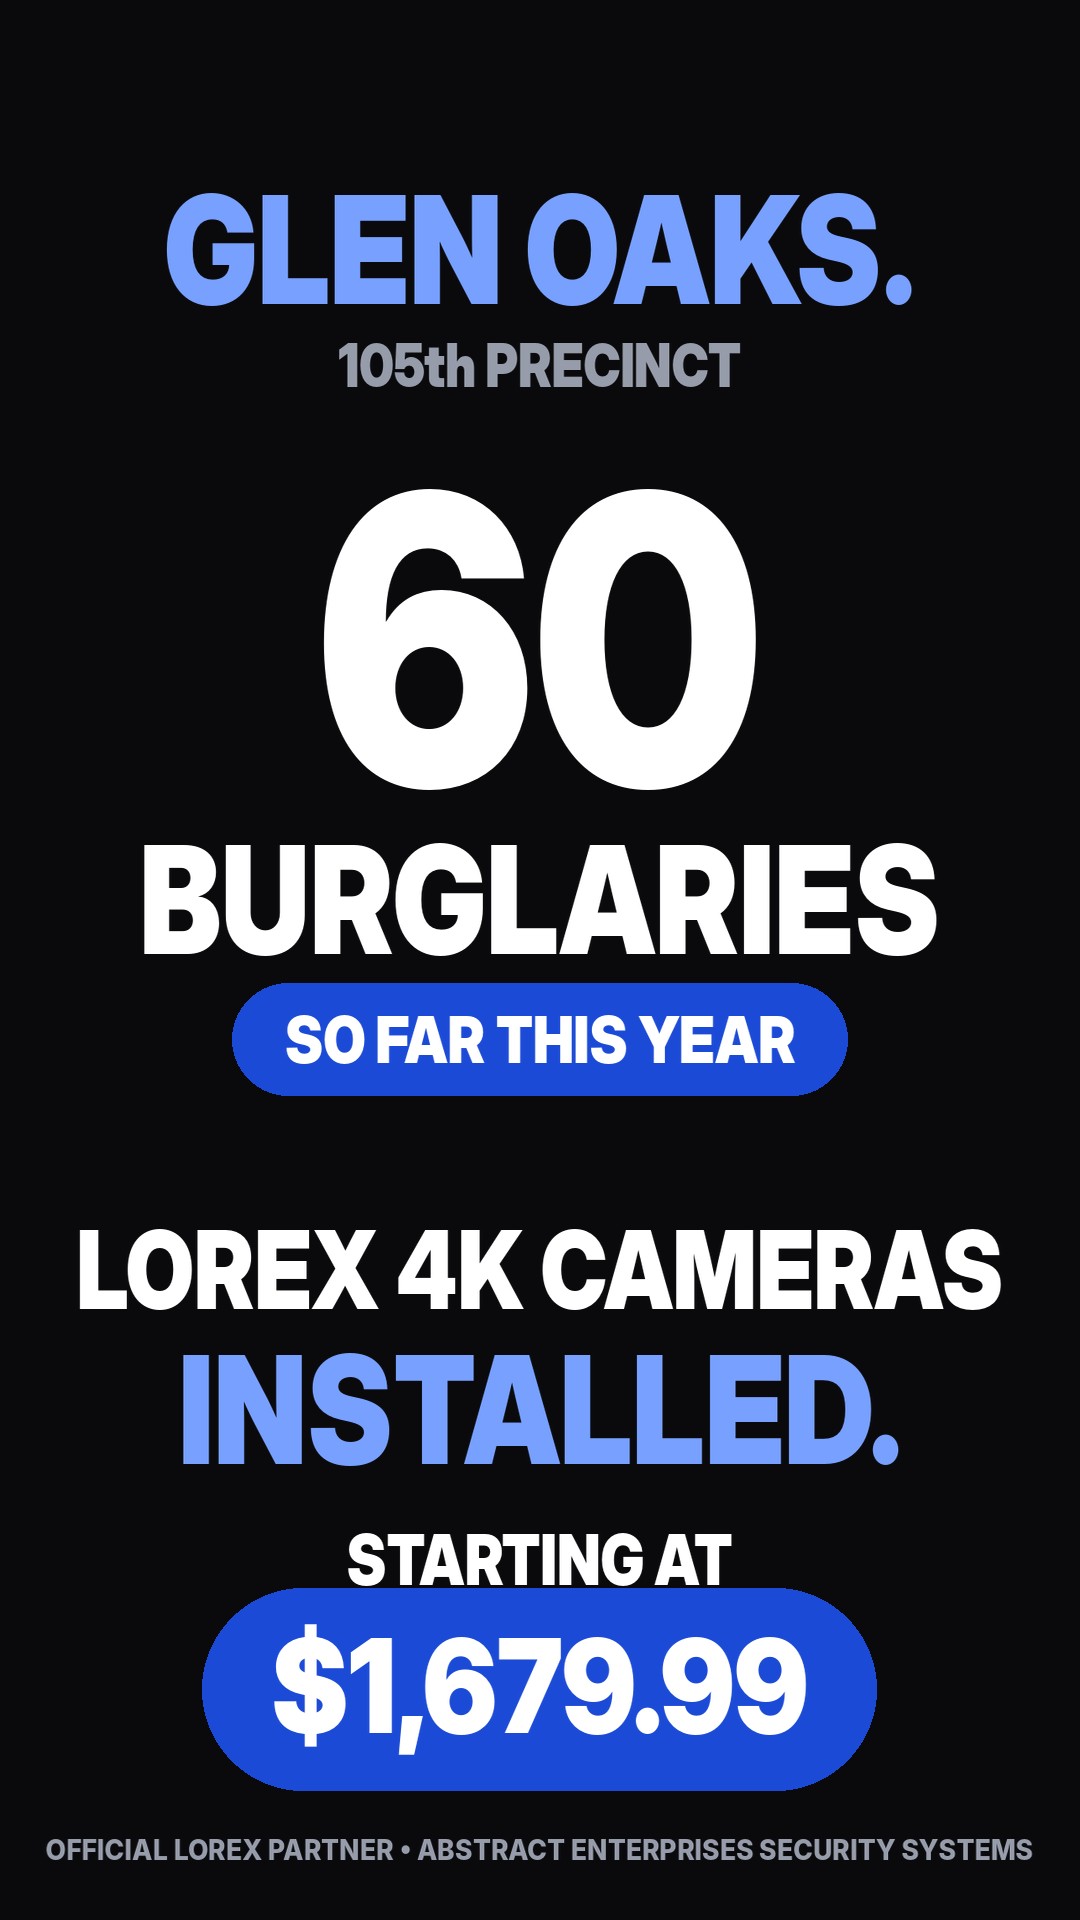 GLEN OAKS.
105th PRECINCT
60
BURGLARIES
SO FAR THIS YEAR
LOREX 4K CAMERAS
INSTALLED.
STARTING AT
$1,679.99
OFFICIAL LOREX PARTNER • ABSTRACT ENTERPRISES SECURITY SYSTEMS